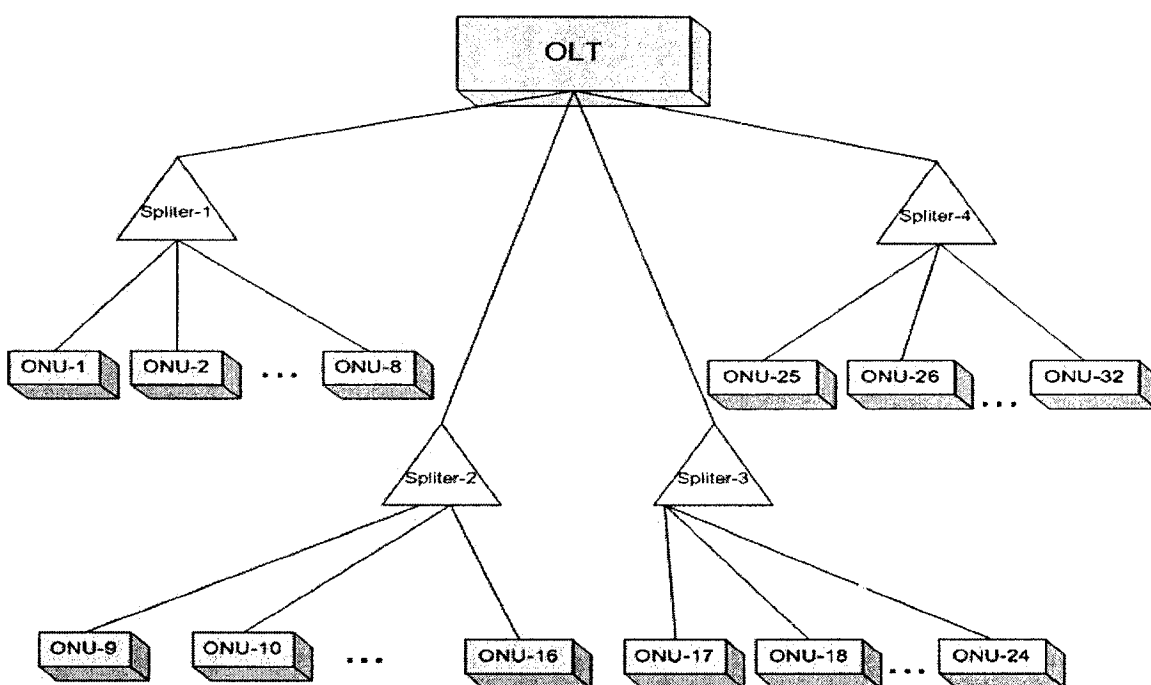 OLT
Spliter-1
Spliter-4
ONU-1 ONU-2 ... ONU-8
ONU-25 ONU-26 ... ONU-32
Spliter-2 Spliter-3
ONU-9 ONU-10 ... ONU-16 ONU-17 ONU-18 ... ONU-24